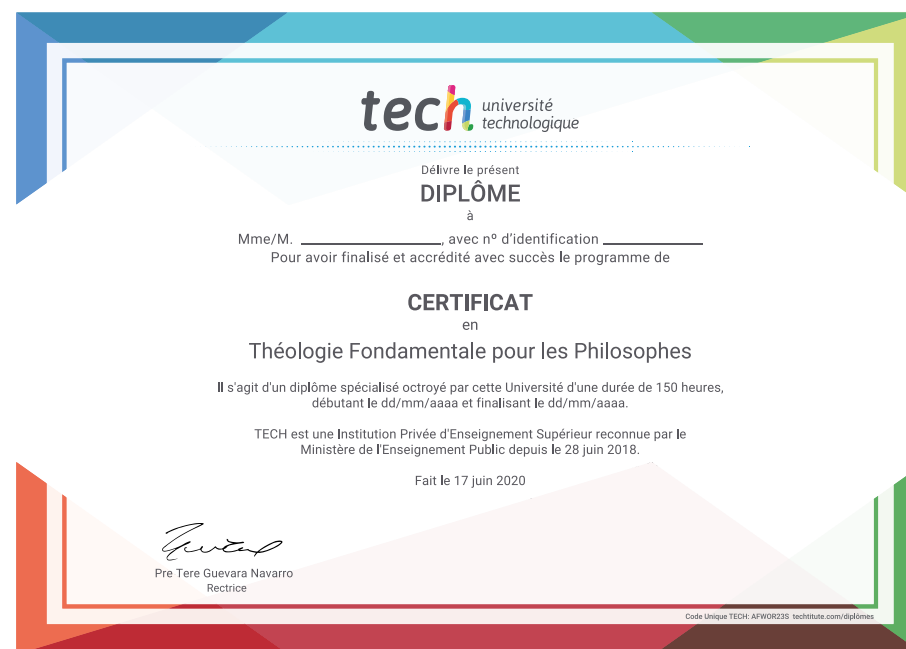 tech université
technologique
Délivre le présent
DIPLÔME
à
Mme/M. ____________________, avec nº d'identification ______________
Pour avoir finalisé et accrédité avec succès le programme de
CERTIFICAT
en
Théologie Fondamentale pour les Philosophes
Il s'agit d'un diplôme spécialisé octroyé par cette Université d'une durée de 150 heures,
débutant le dd/mm/aaaa et finalisant le dd/mm/aaaa.
TECH est une Institution Privée d'Enseignement Supérieur reconnue par le
Ministère de l'Enseignement Public depuis le 28 juin 2018.
Fait le 17 juin 2020
Pre Tere Guevara Navarro
Rectrice
Code Unique TECH: AFWOR23S techtitute.com/diplômes